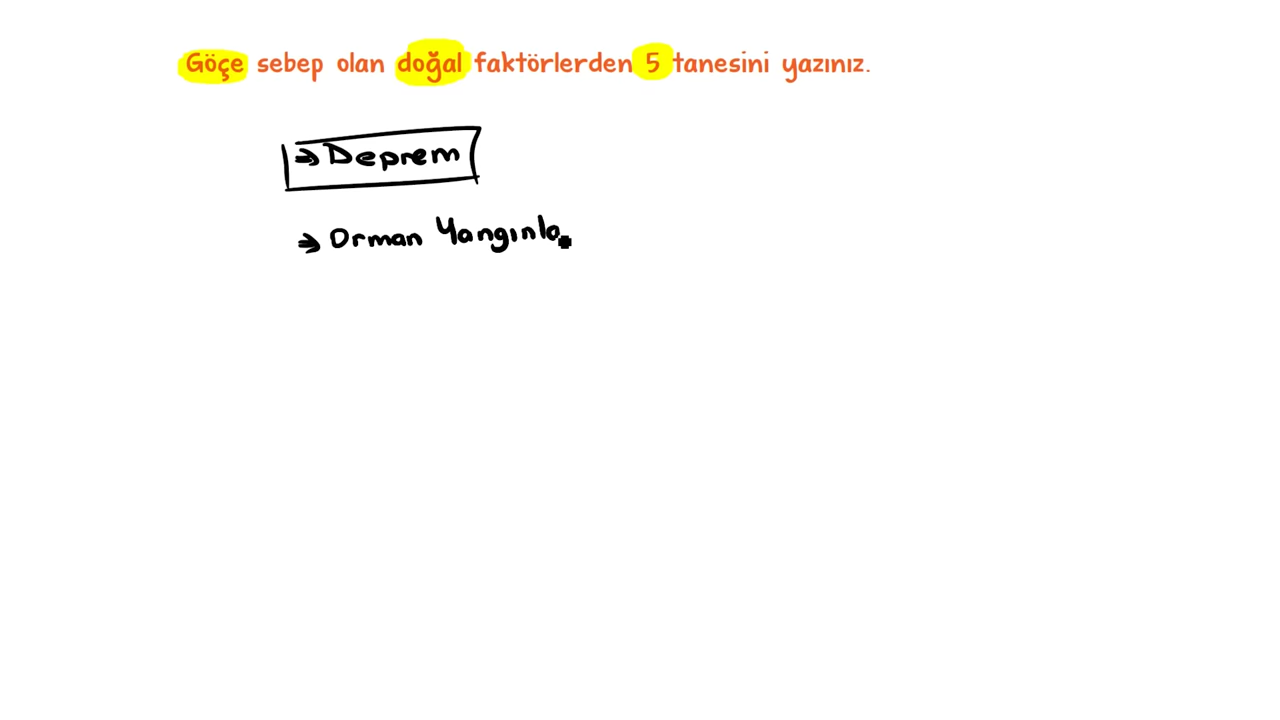 Göçe sebep olan doğal faktörlerden 5 tanesini yazınız.
→ Deprem
→ Orman Yangınla